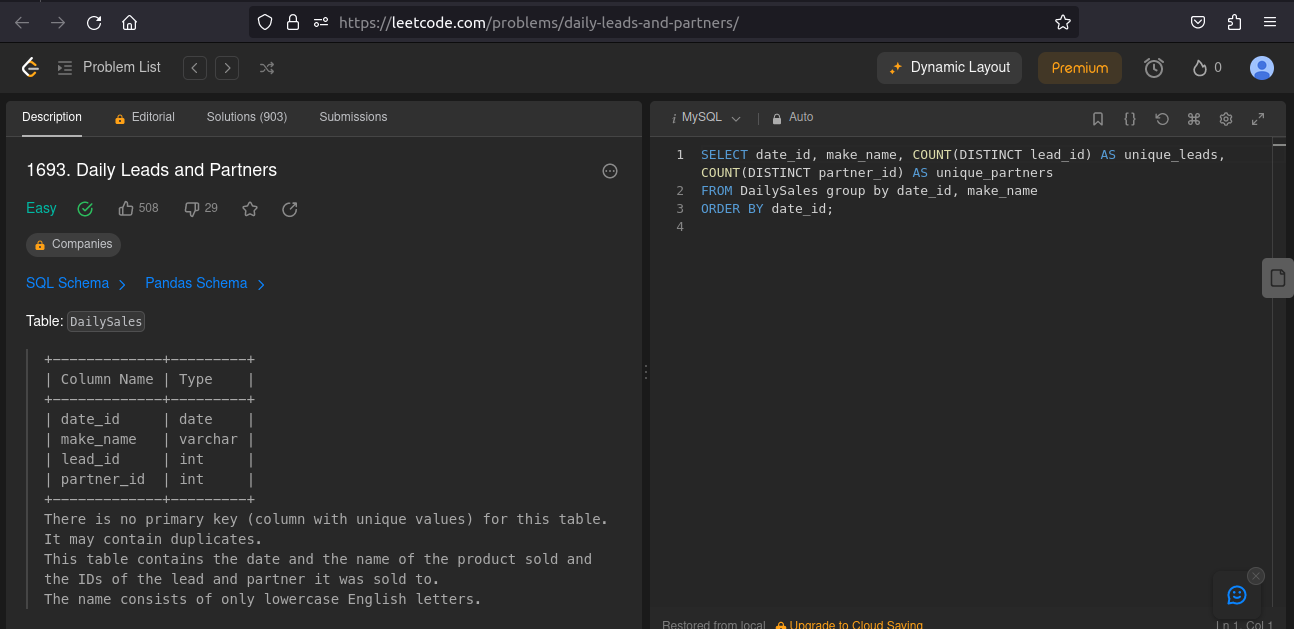 https://leetcode.com/problems/daily-leads-and-partners/
Problem List
Dynamic Layout
Premium
0
Description
Editorial
Solutions (903)
Submissions
1693. Daily Leads and Partners
Easy
508
29
Companies
SQL Schema
Pandas Schema
Table: DailySales
+-------------+---------+
| Column Name | Type    |
+-------------+---------+
| date_id     | date    |
| make_name   | varchar |
| lead_id     | int     |
| partner_id  | int     |
+-------------+---------+
There is no primary key (column with unique values) for this table.
It may contain duplicates.
This table contains the date and the name of the product sold and
the IDs of the lead and partner it was sold to.
The name consists of only lowercase English letters.
i MySQL
Auto
{}
1 SELECT date_id, make_name, COUNT(DISTINCT lead_id) AS unique_leads,
COUNT(DISTINCT partner_id) AS unique_partners
2 FROM DailySales group by date_id, make_name
3 ORDER BY date_id;
4
Restored from local
Upgrade to Cloud Saving
Ln 1, Col 1